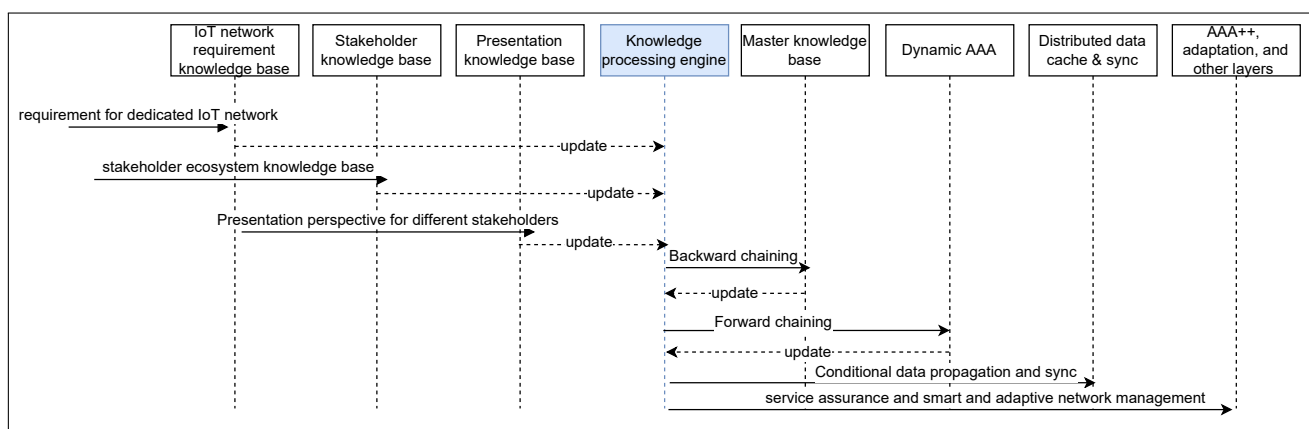 IoT network
requirement
knowledge base
Stakeholder
knowledge base
Presentation
knowledge base
Knowledge
processing engine
Master knowledge
base
Dynamic AAA
Distributed data
cache & sync
AAA++,
adaptation, and
other layers
requirement for dedicated IoT network
update
stakeholder ecosystem knowledge base
update
Presentation perspective for different stakeholders
update
Backward chaining
update
Forward chaining
update
Conditional data propagation and sync
service assurance and smart and adaptive network management